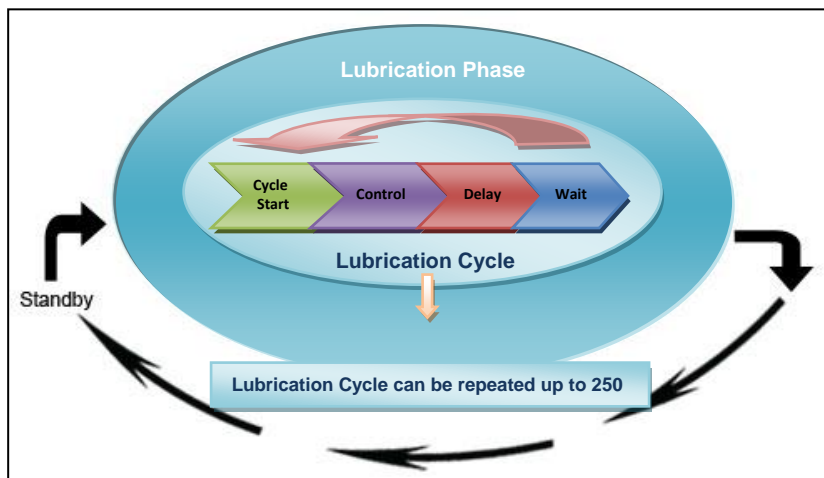 Lubrication Phase
Cycle
Start
Control
Delay
Wait
Lubrication Cycle
Standby
Lubrication Cycle can be repeated up to 250